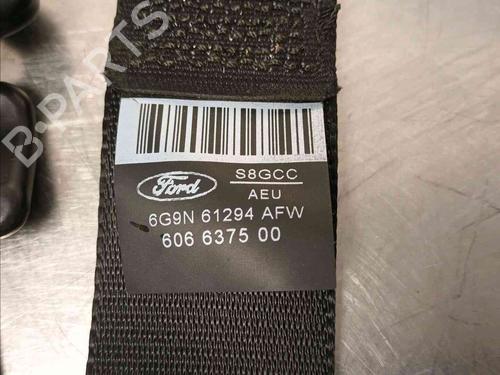 B-PARTS
Ford
S8GCC
AEU
6G9N 61294 AFW
606 6375 00